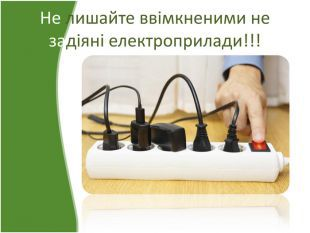 Не лишайте ввімкненими не
задіяні електроприлади!!!